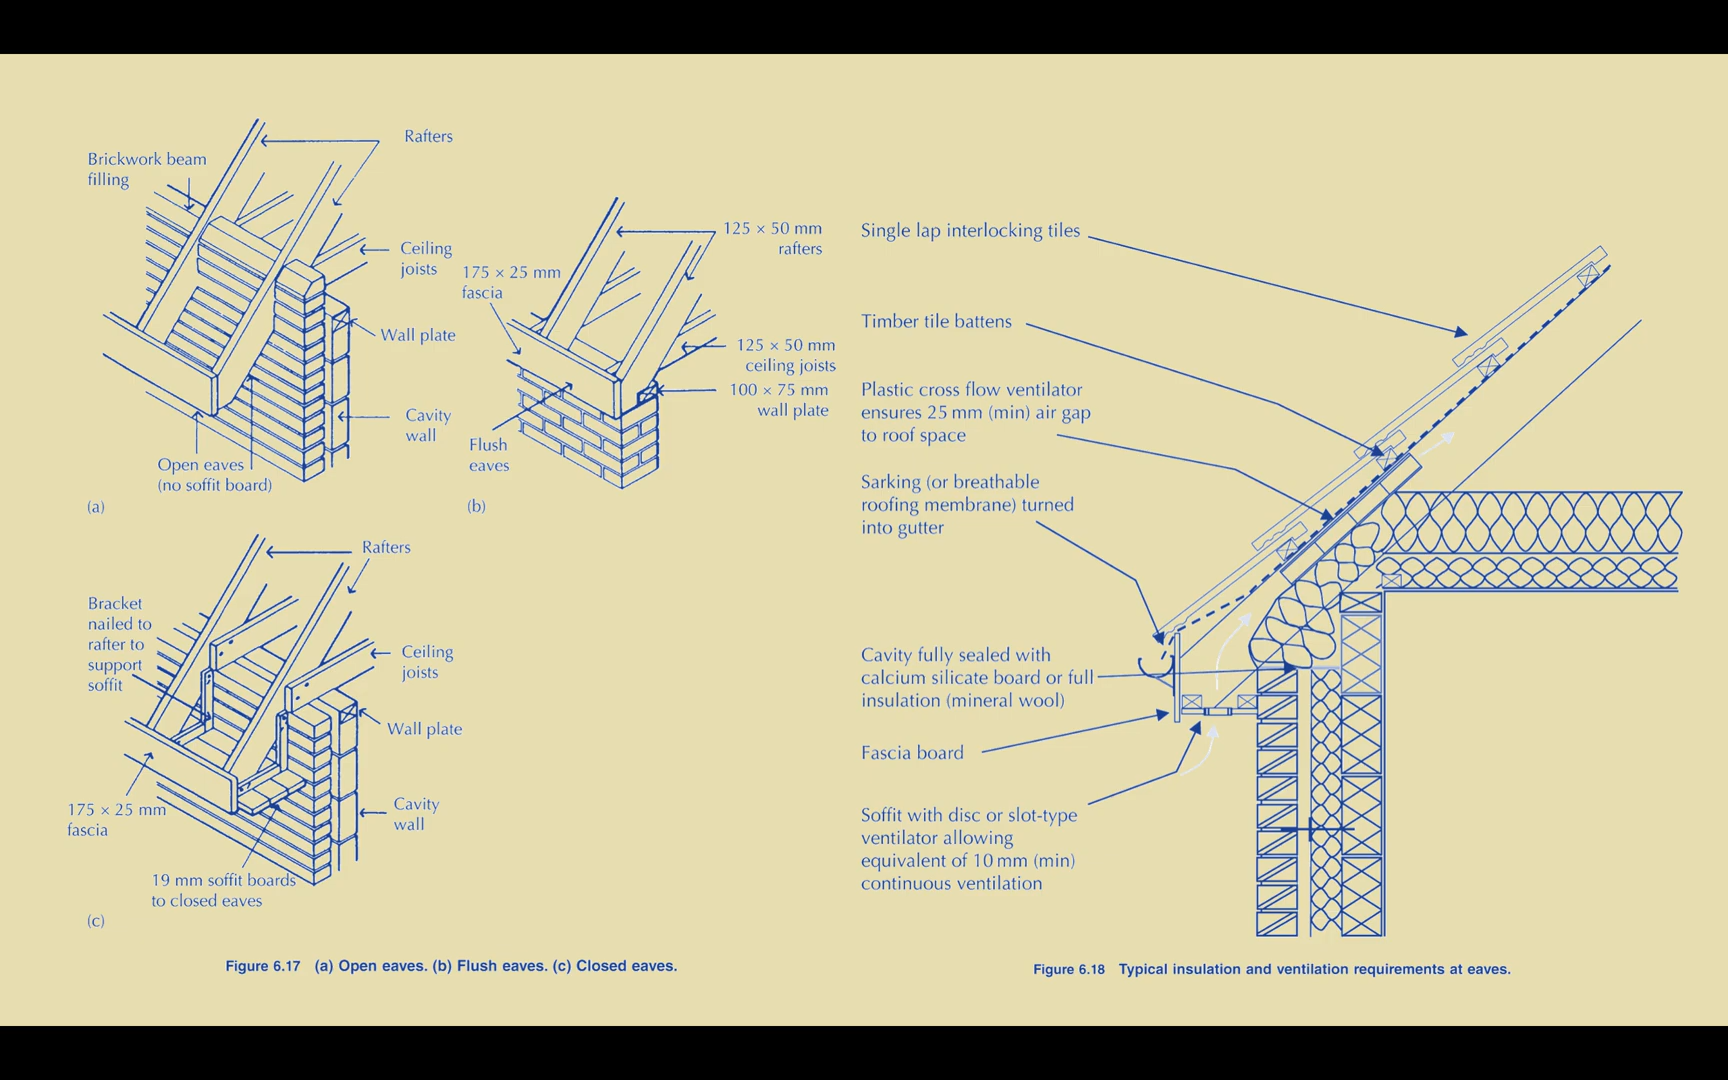 Rafters
Brickwork beam
filling
Ceiling
joists
Wall plate
Cavity
wall
Open eaves
(no soffit board)
(a)
125 × 50 mm
rafters
175 × 25 mm
fascia
125 × 50 mm
ceiling joists
100 × 75 mm
wall plate
Flush
eaves
(b)
Rafters
Bracket
nailed to
rafter to
support
soffit
Ceiling
joists
Wall plate
175 × 25 mm
fascia
Cavity
wall
19 mm soffit boards
to closed eaves
(c)
Figure 6.17 (a) Open eaves. (b) Flush eaves. (c) Closed eaves.
Single lap interlocking tiles
Timber tile battens
Plastic cross flow ventilator
ensures 25 mm (min) air gap
to roof space
Sarking (or breathable
roofing membrane) turned
into gutter
Cavity fully sealed with
calcium silicate board or full
insulation (mineral wool)
Fascia board
Soffit with disc or slot-type
ventilator allowing
equivalent of 10 mm (min)
continuous ventilation
Figure 6.18 Typical insulation and ventilation requirements at eaves.